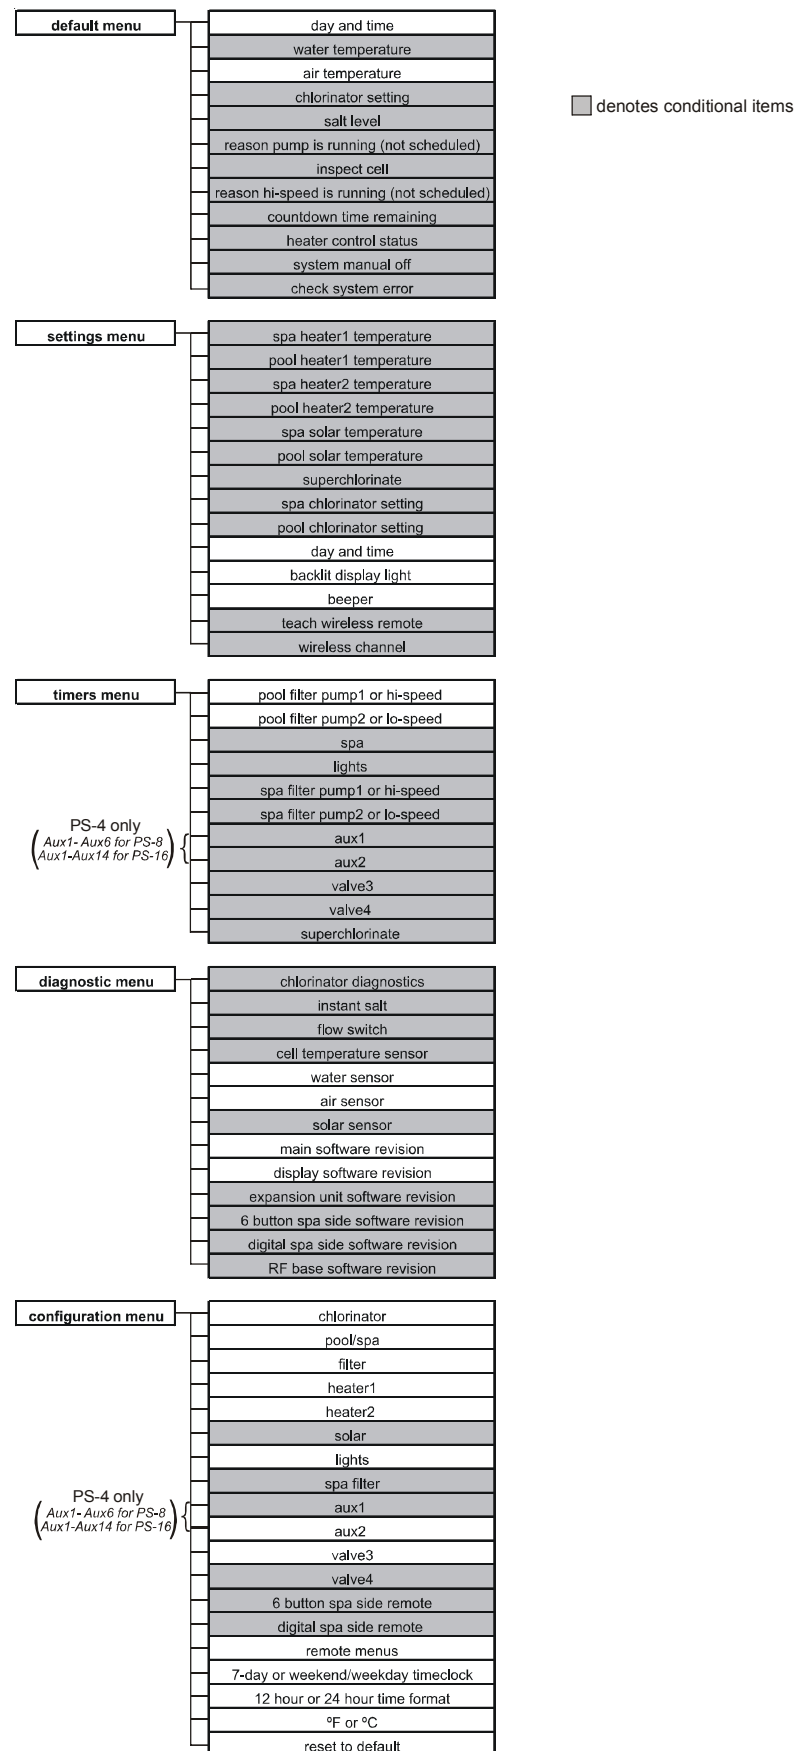 default menu
day and time
water temperature
air temperature
chlorinator setting
salt level
reason pump is running (not scheduled)
inspect cell
reason hi-speed is running (not scheduled)
countdown time remaining
heater control status
system manual off
check system error
denotes conditional items
settings menu
spa heater1 temperature
pool heater1 temperature
spa heater2 temperature
pool heater2 temperature
spa solar temperature
pool solar temperature
superchlorinate
spa chlorinator setting
pool chlorinator setting
day and time
backlit display light
beeper
teach wireless remote
wireless channel
timers menu
pool filter pump1 or hi-speed
pool filter pump2 or lo-speed
spa
lights
spa filter pump1 or hi-speed
spa filter pump2 or lo-speed
PS-4 only
(Aux1- Aux6 for PS-8
Aux1-Aux14 for PS-16) {
aux1
aux2
valve3
valve4
superchlorinate
diagnostic menu
chlorinator diagnostics
instant salt
flow switch
cell temperature sensor
water sensor
air sensor
solar sensor
main software revision
display software revision
expansion unit software revision
6 button spa side software revision
digital spa side software revision
RF base software revision
configuration menu
chlorinator
pool/spa
filter
heater1
heater2
solar
lights
spa filter
PS-4 only
(Aux1- Aux6 for PS-8
Aux1-Aux14 for PS-16) {
aux1
aux2
valve3
valve4
6 button spa side remote
digital spa side remote
remote menus
7-day or weekend/weekday timeclock
12 hour or 24 hour time format
ºF or ºC
reset to default